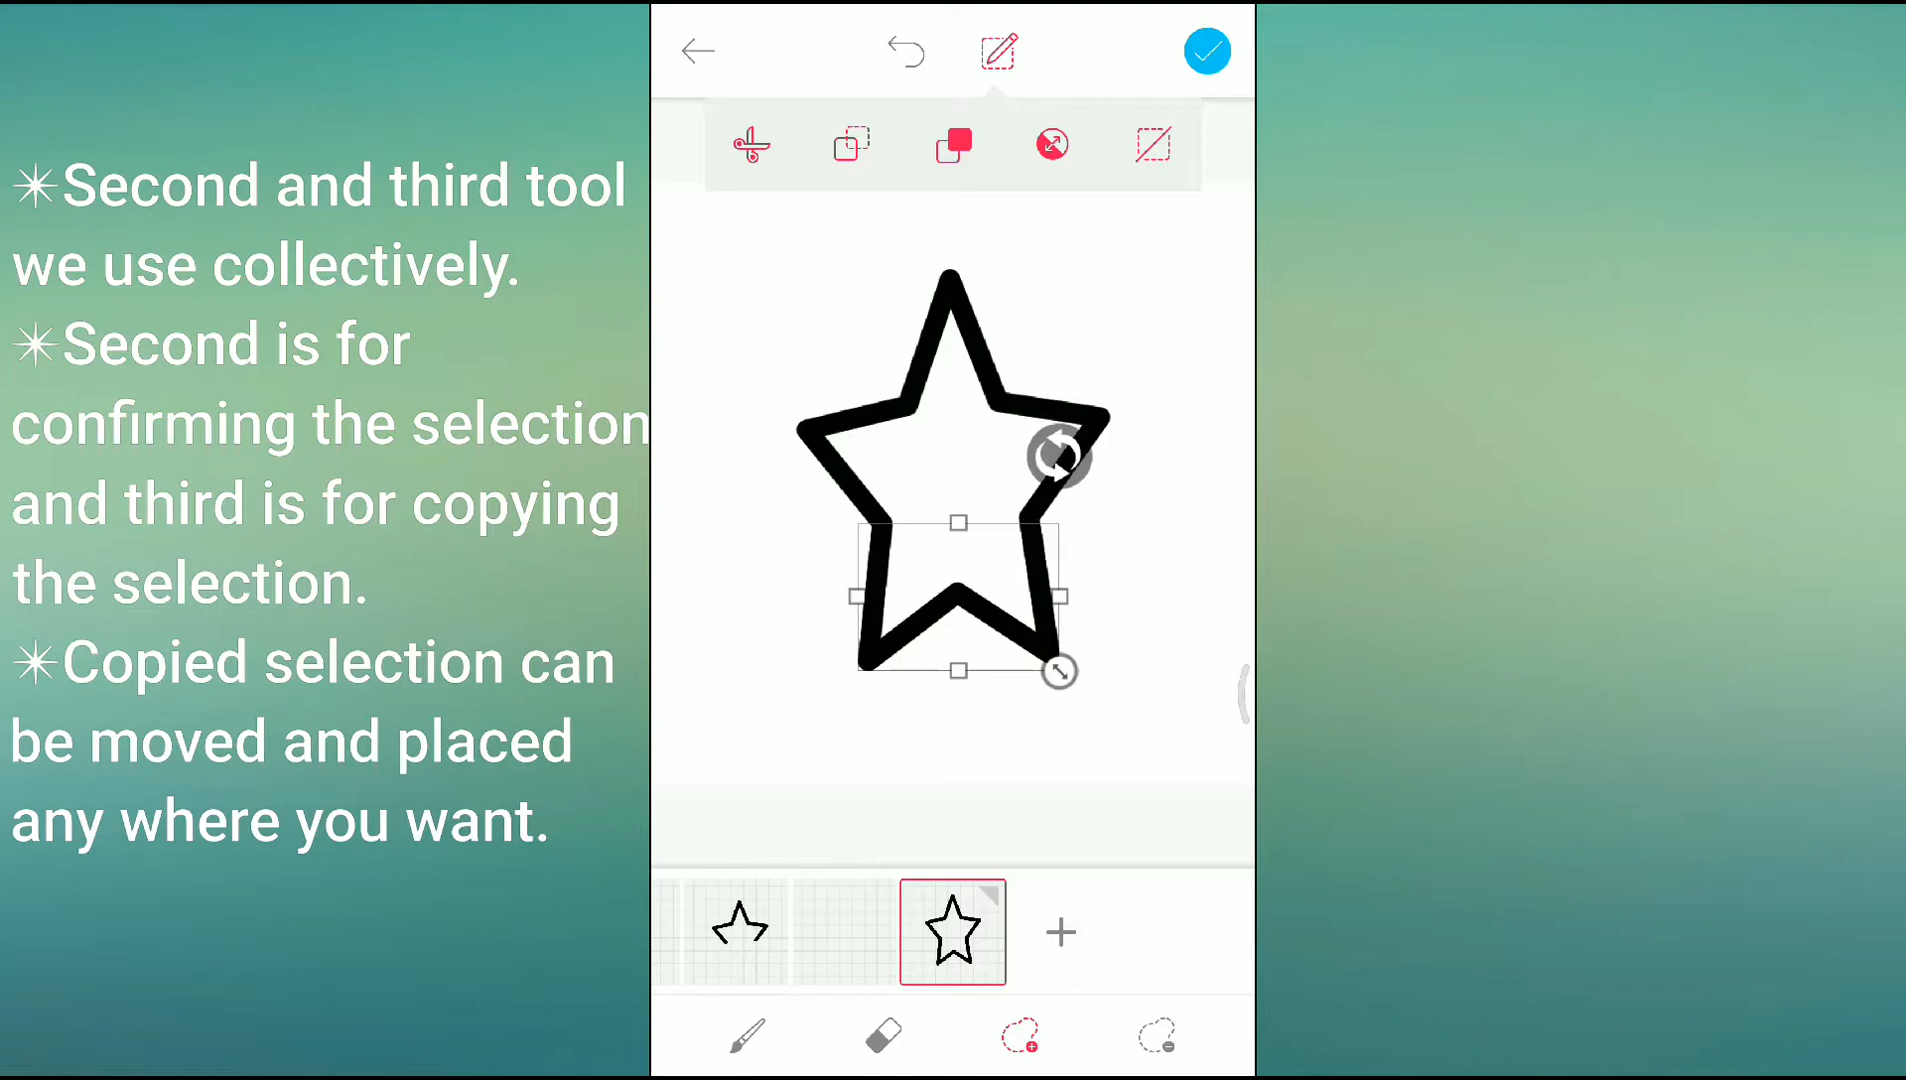 ✴Second and third tool
we use collectively.
✴Second is for
confirming the selection
and third is for copying
the selection.
✴Copied selection can
be moved and placed
any where you want.